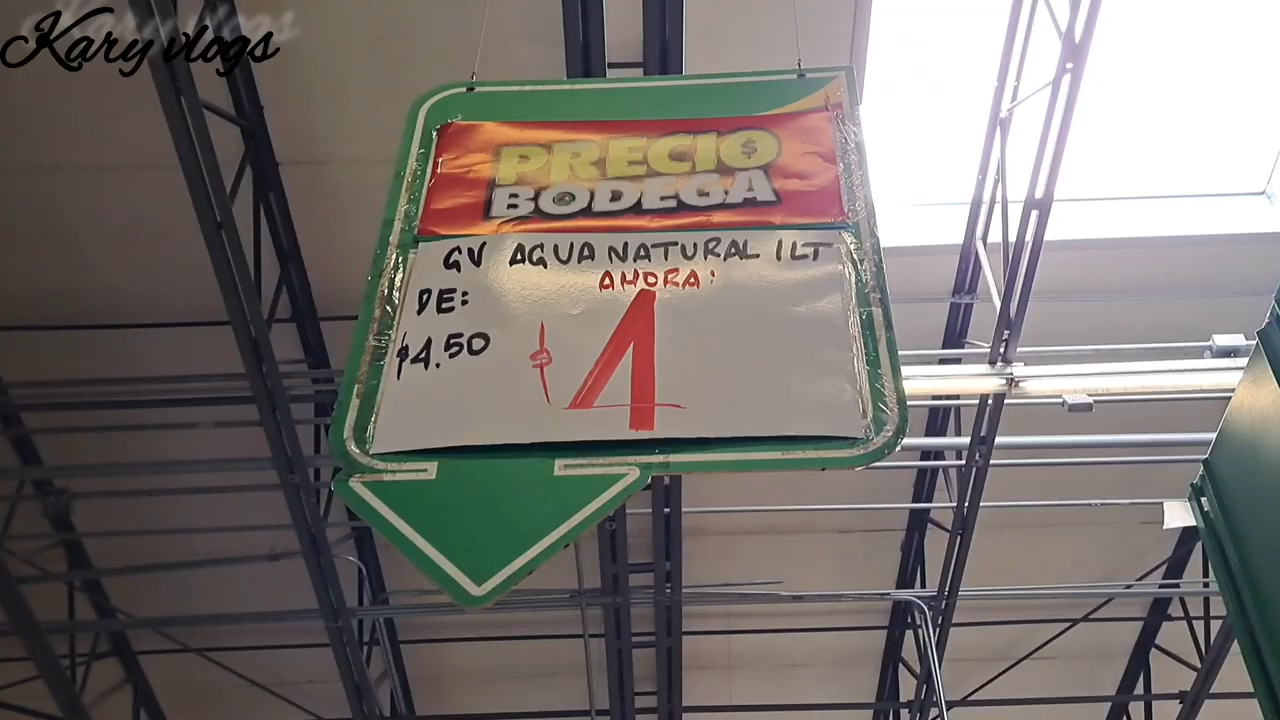 Kary vlogs
PRECIO
BODEGA
GV AGUA NATURAL 1LT
AHORA:
DE:
$4.50
$4